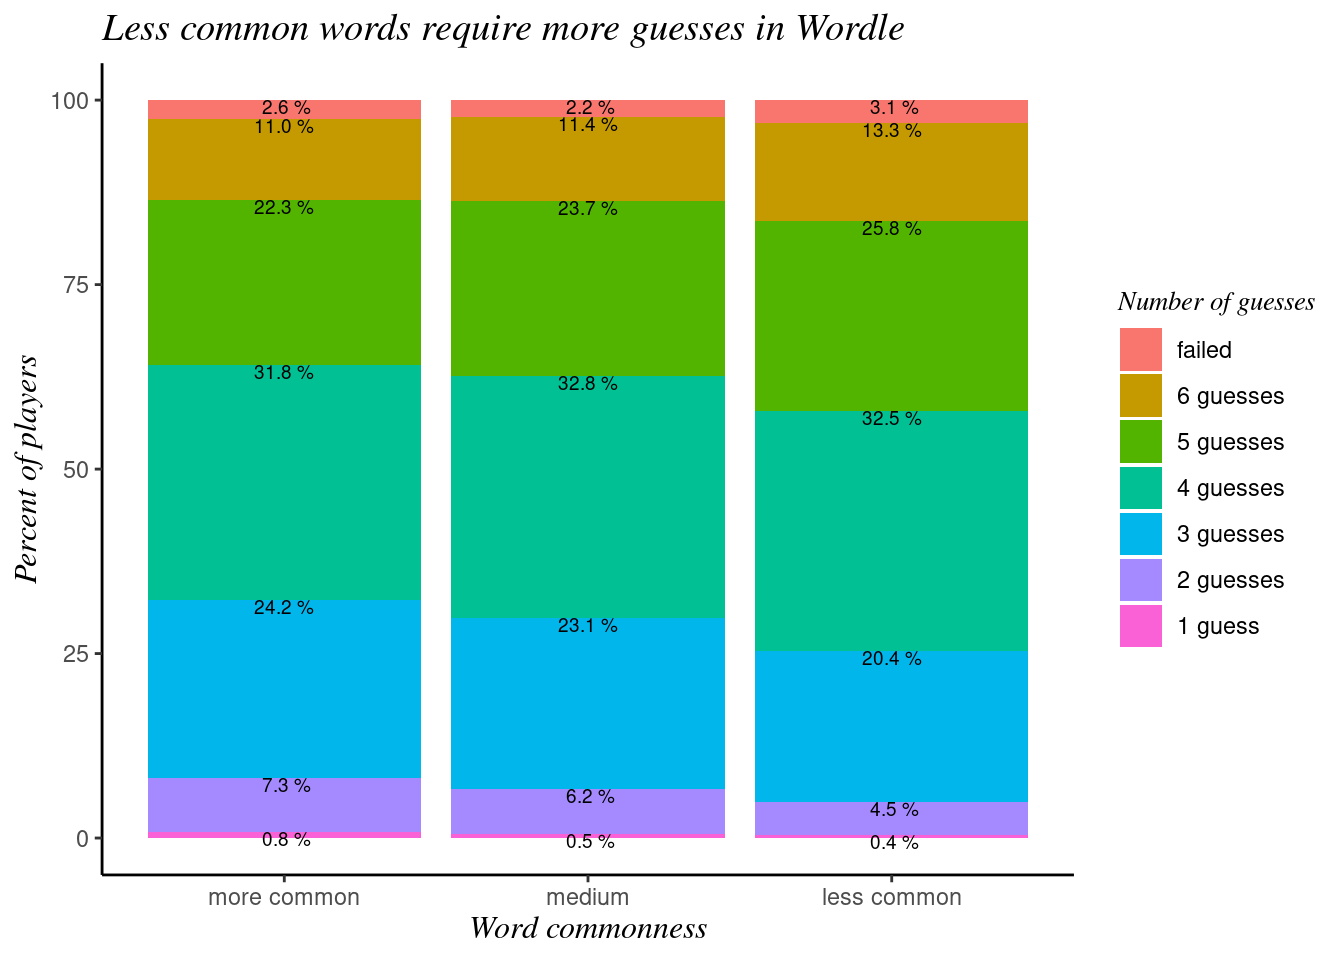 Less common words require more guesses in Wordle
Percent of players
100
75
50
25
0
2.6 %
11.0 %
22.3 %
31.8 %
24.2 %
7.3 %
0.8 %
2.2 %
11.4 %
23.7 %
32.8 %
23.1 %
6.2 %
0.5 %
3.1 %
13.3 %
25.8 %
32.5 %
20.4 %
4.5 %
0.4 %
more common
medium
less common
Word commonness
Number of guesses
failed
6 guesses
5 guesses
4 guesses
3 guesses
2 guesses
1 guess